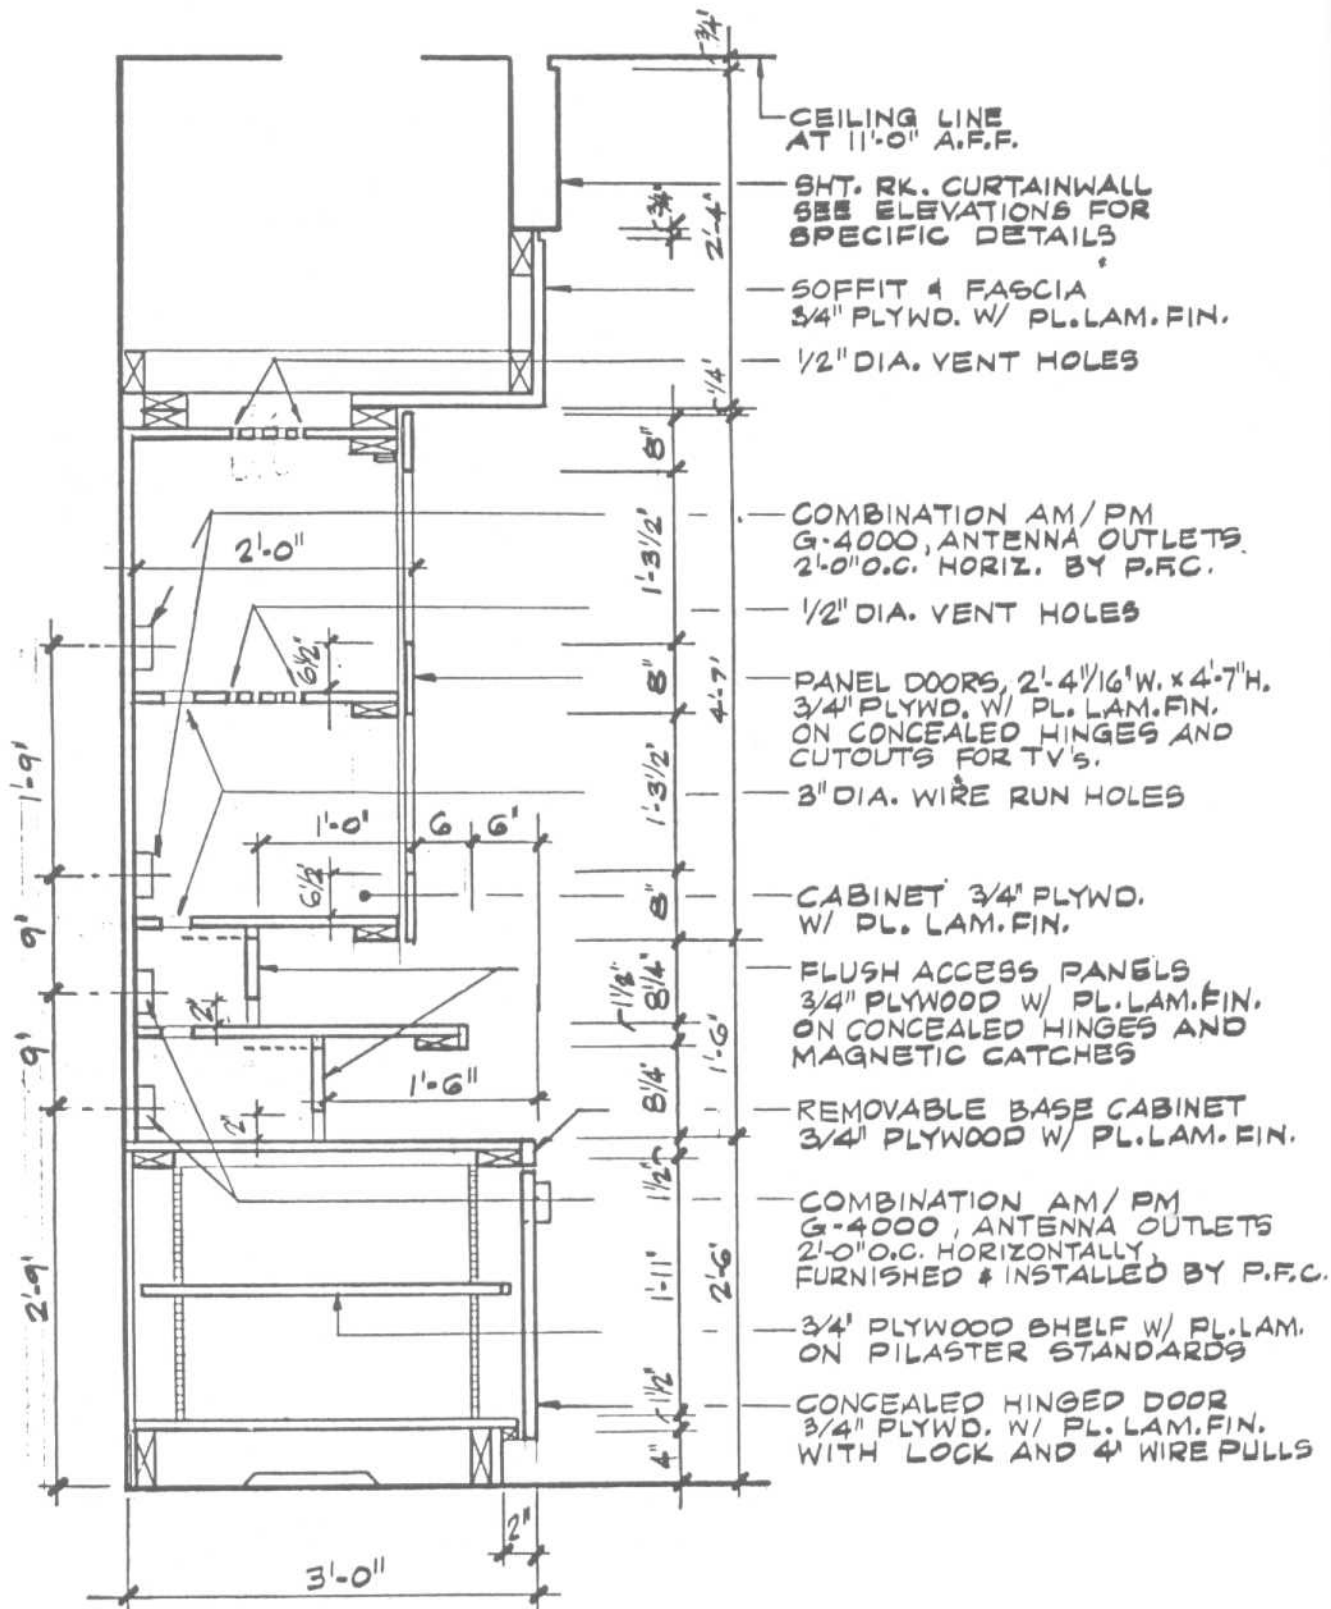 3/4"
CEILING LINE
AT 11'-0" A.F.F.
SHT. RK. CURTAINWALL
SEE ELEVATIONS FOR
SPECIFIC DETAILS
3/4"
2'-4"
SOFFIT & FASCIA
3/4" PLYWD. W/ PL.LAM.FIN.
1/2" DIA. VENT HOLES
1/4"
8"
COMBINATION AM/PM
G-4000, ANTENNA OUTLETS
2'-0" O.C. HORIZ. BY P.F.C.
2'-0"
1'-3 1/2"
1/2" DIA. VENT HOLES
6 1/2"
8"
4'-7"
PANEL DOORS, 2'-4 1/16" W. x 4'-7" H.
3/4" PLYWD. W/ PL. LAM.FIN.
ON CONCEALED HINGES AND
CUTOUTS FOR TV's.
1'-9"
1'-3 1/2"
3" DIA. WIRE RUN HOLES
1'-0"
6
6"
6 1/2"
8"
CABINET 3/4" PLYWD.
W/ PL. LAM.FIN.
9"
FLUSH ACCESS PANELS
3/4" PLYWOOD W/ PL.LAM.FIN.
ON CONCEALED HINGES AND
MAGNETIC CATCHES
1 1/2"
8 1/4"
2"
9"
1'-6"
1'-6"
8 1/4"
2"
REMOVABLE BASE CABINET
3/4" PLYWOOD W/ PL.LAM.FIN.
1 1/2"
COMBINATION AM/PM
G-4000, ANTENNA OUTLETS
2'-0" O.C. HORIZONTALLY,
FURNISHED & INSTALLED BY P.F.C.
2'-9"
1'-11"
2'-6"
3/4" PLYWOOD SHELF W/ PL.LAM.
ON PILASTER STANDARDS
1 1/2"
CONCEALED HINGED DOOR
3/4" PLYWD. W/ PL. LAM.FIN.
WITH LOCK AND 4" WIRE PULLS
4"
2"
3'-0"